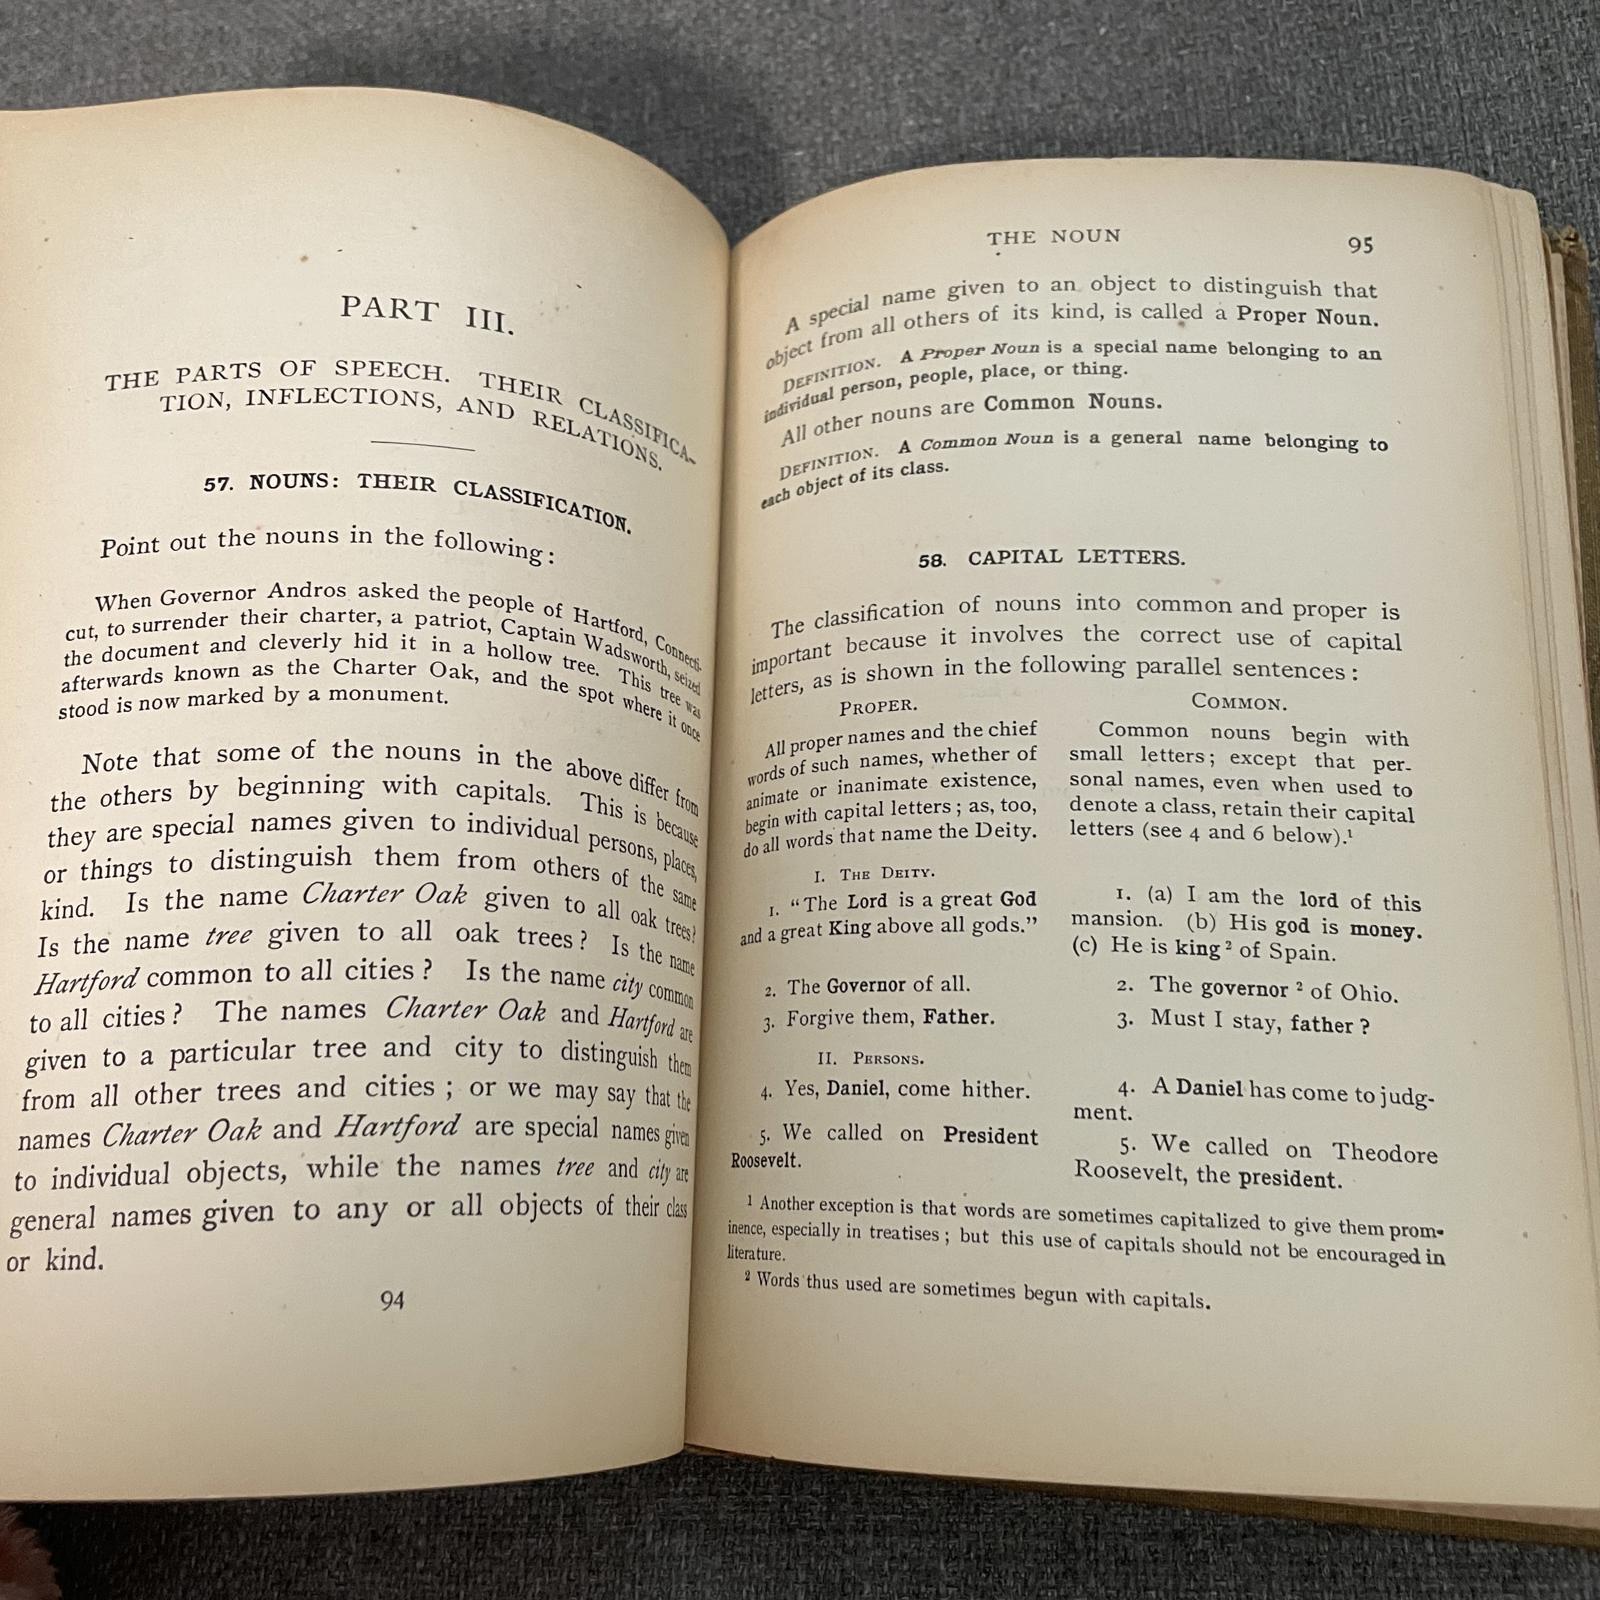 PART III.
THE PARTS OF SPEECH. THEIR CLASSIFICA-
TION, INFLECTIONS, AND RELATIONS.
57. NOUNS: THEIR CLASSIFICATION.
Point out the nouns in the following:
When Governor Andros asked the people of Hartford, Connecti-
cut, to surrender their charter, a patriot, Captain Wadsworth, seized
the document and cleverly hid it in a hollow tree. This tree was
afterwards known as the Charter Oak, and the spot where it once
stood is now marked by a monument.
Note that some of the nouns in the above differ from
the others by beginning with capitals. This is because
they are special names given to individual persons, places,
or things to distinguish them from others of the same
kind. Is the name Charter Oak given to all oak trees?
Is the name tree given to all oak trees? Is the name
Hartford common to all cities? Is the name city common
to all cities? The names Charter Oak and Hartford are
given to a particular tree and city to distinguish them
from all other trees and cities; or we may say that the
names Charter Oak and Hartford are special names given
to individual objects, while the names tree and city are
general names given to any or all objects of their class
or kind.
94
THE NOUN 95
A special name given to an object to distinguish that
object from all others of its kind, is called a Proper Noun.
DEFINITION. A Proper Noun is a special name belonging to an
individual person, people, place, or thing.
All other nouns are Common Nouns.
DEFINITION. A Common Noun is a general name belonging to
each object of its class.
58. CAPITAL LETTERS.
The classification of nouns into common and proper is
important because it involves the correct use of capital
letters, as is shown in the following parallel sentences:
PROPER.
All proper names and the chief
words of such names, whether of
animate or inanimate existence,
begin with capital letters; as, too,
do all words that name the Deity.
COMMON.
Common nouns begin with
small letters; except that per-
sonal names, even when used to
denote a class, retain their capital
letters (see 4 and 6 below).¹
I. THE DEITY.
1. "The Lord is a great God
and a great King above all gods."
1. (a) I am the lord of this
mansion. (b) His god is money.
(c) He is king² of Spain.
2. The Governor of all.
2. The governor² of Ohio.
3. Forgive them, Father.
3. Must I stay, father?
II. PERSONS.
4. Yes, Daniel, come hither.
4. A Daniel has come to judg-
ment.
5. We called on President
Roosevelt.
5. We called on Theodore
Roosevelt, the president.
¹ Another exception is that words are sometimes capitalized to give them prom-
inence, especially in treatises; but this use of capitals should not be encouraged in
literature.
² Words thus used are sometimes begun with capitals.